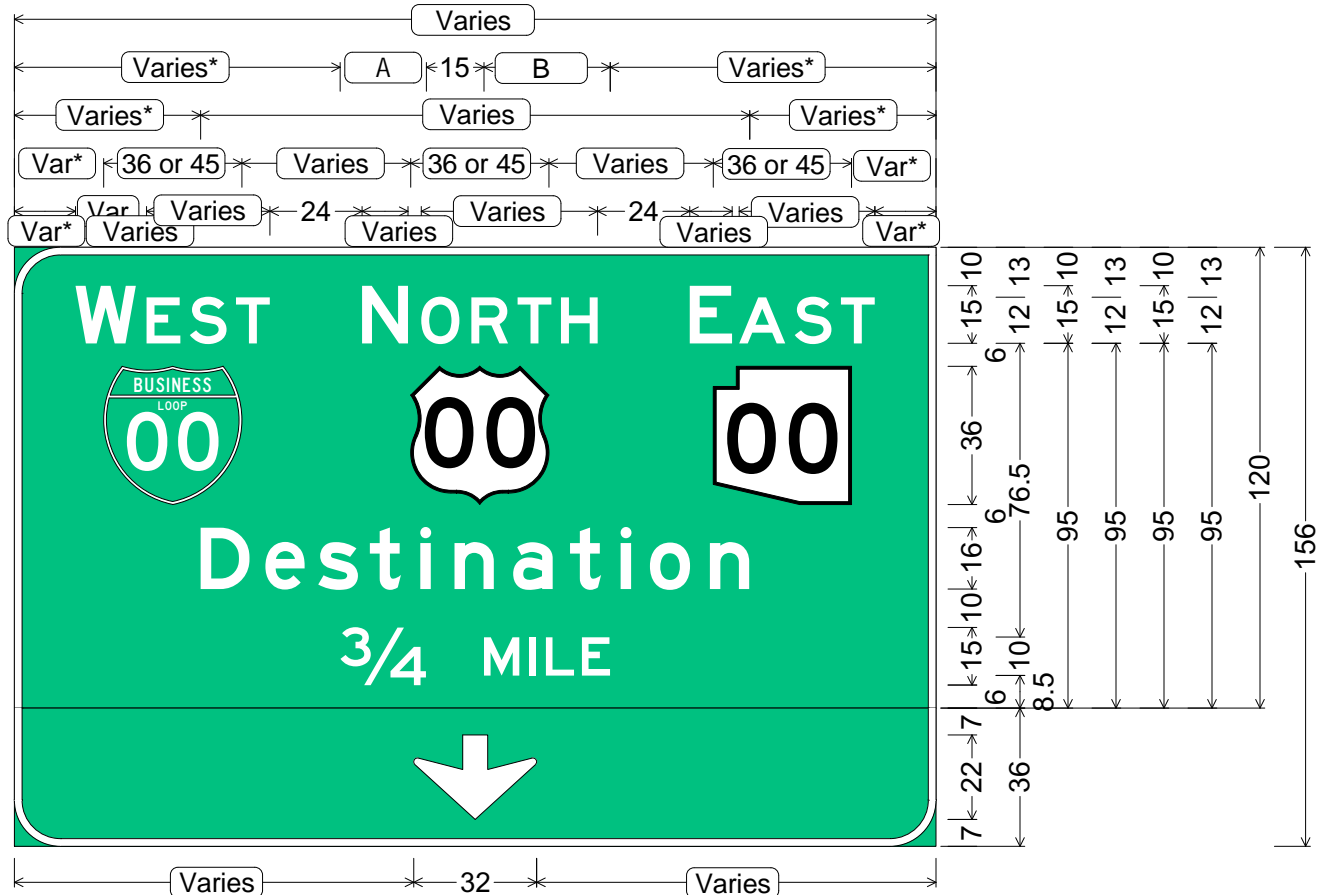 Varies
Varies* A 15 B Varies*
Varies* Varies Varies*
Var* 36 or 45 Varies 36 or 45 Varies 36 or 45 Var*
Var Varies 24 Varies 24 Varies
Var* Varies Varies Varies Var*
WEST NORTH EAST
BUSINESS
LOOP
00 00 00
Destination
3/4 MILE
10 13 10 13 10 13
15 12 15 12 15 12
6
36 76.5 95 95 95 95 120 156
6
16
10
15 10
6 8.5
7
22 36
7
Varies 32 Varies